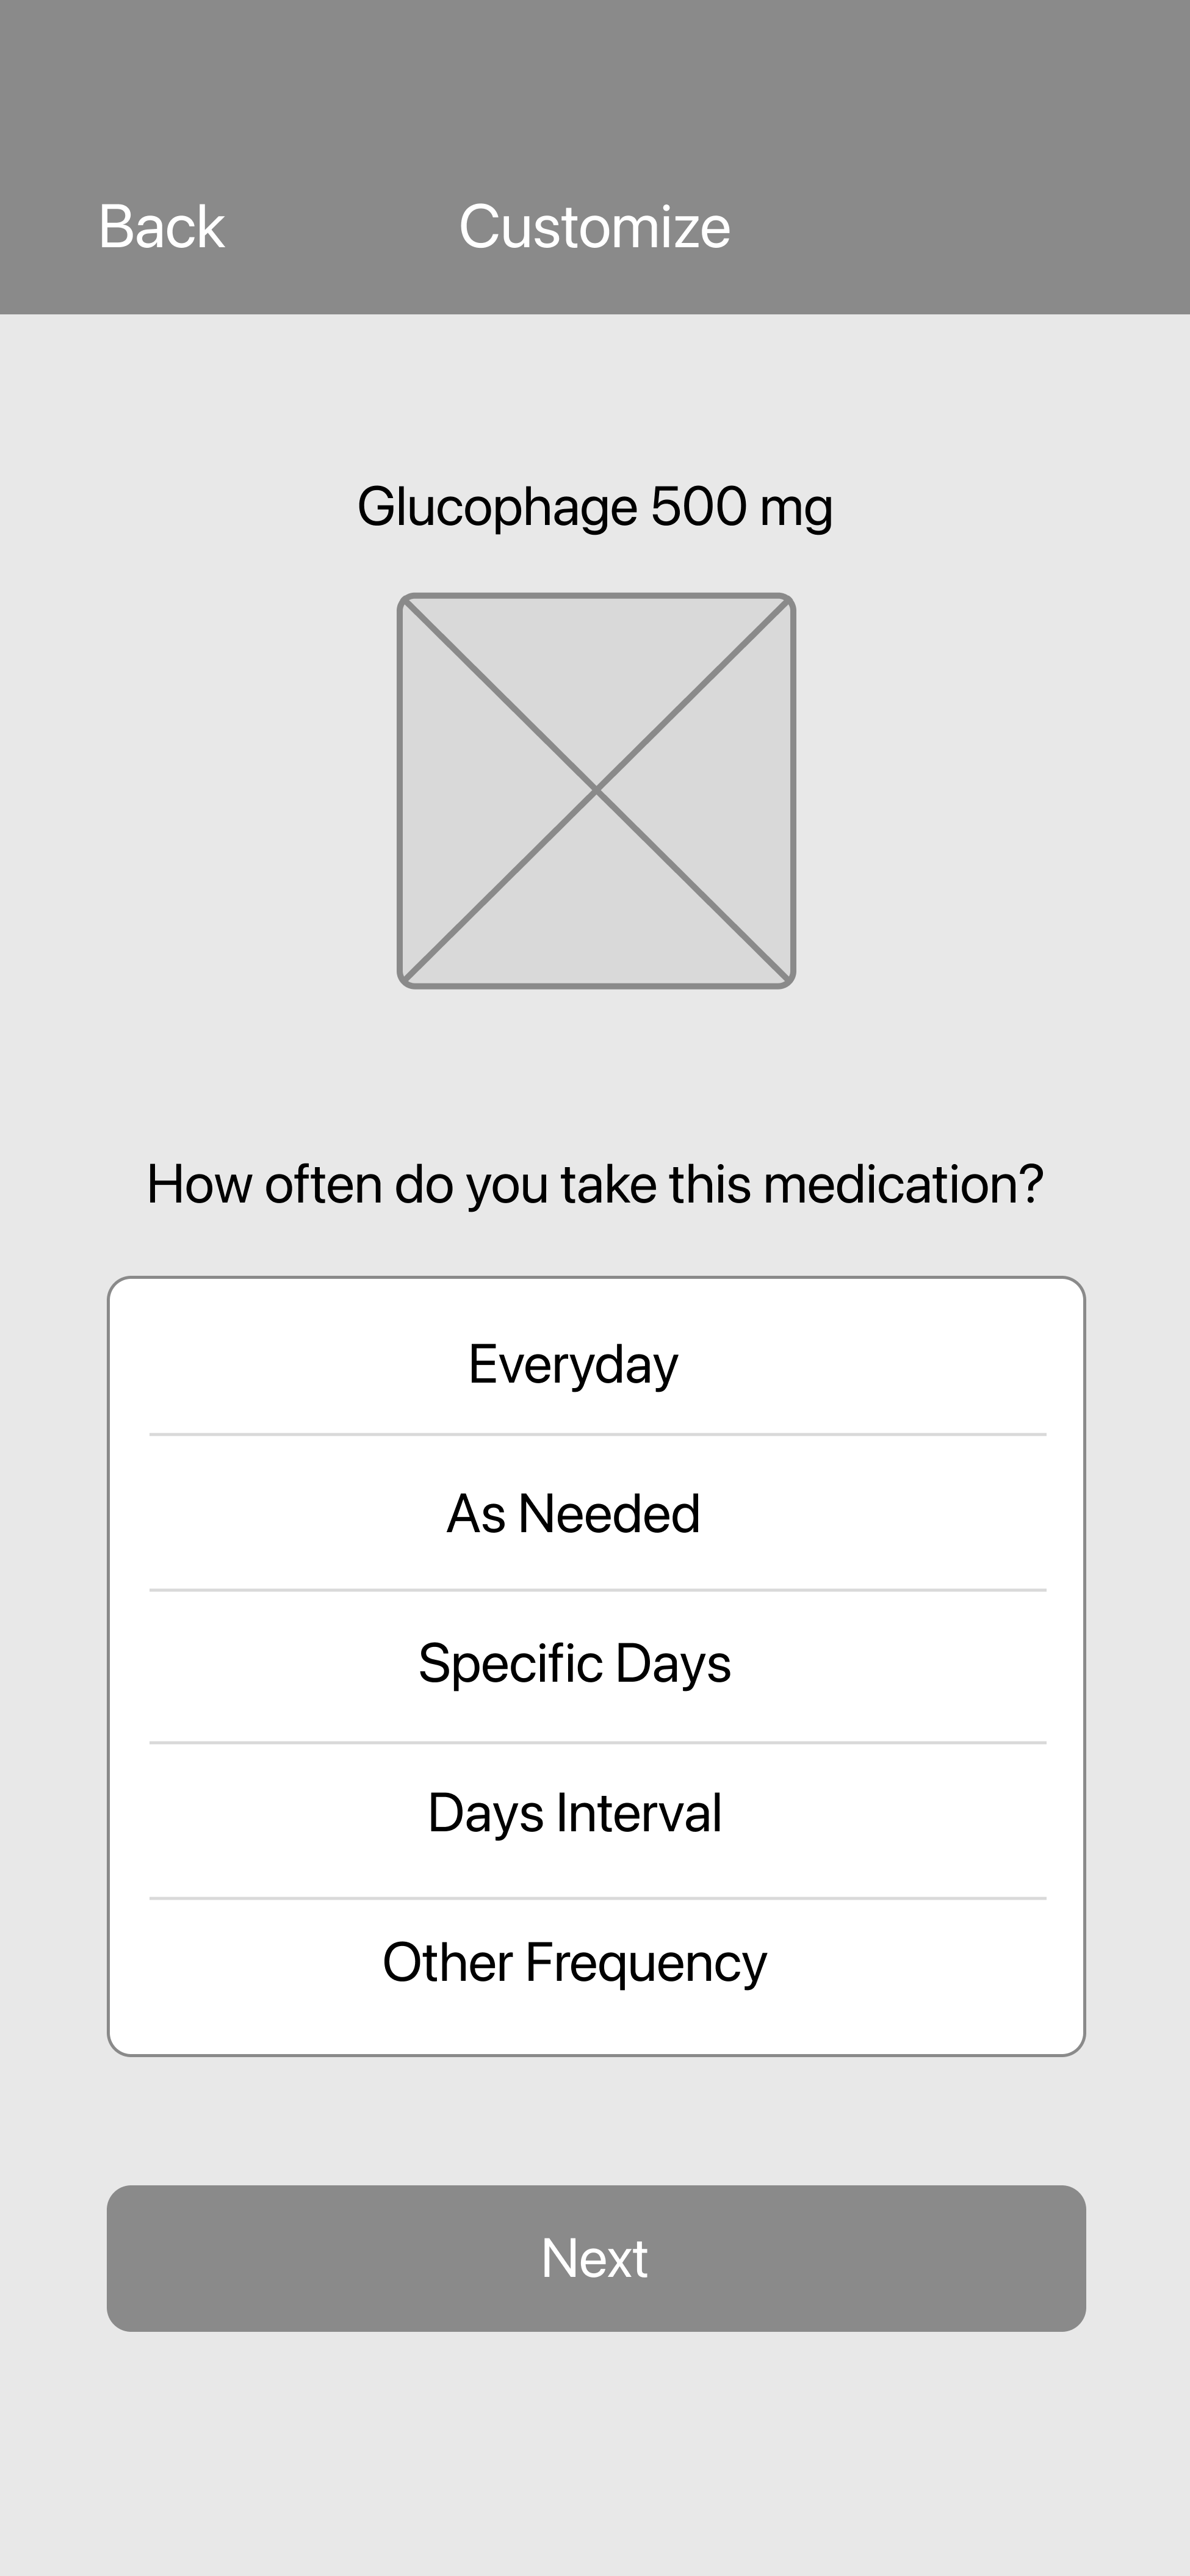 Back
Customize
Glucophage 500 mg
How often do you take this medication?
Everyday
As Needed
Specific Days
Days Interval
Other Frequency
Next